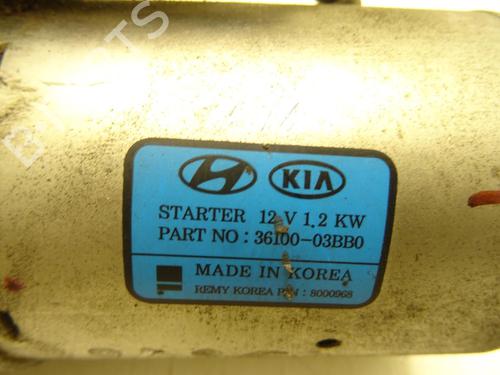 KIA
STARTER 12 V 1.2 KW
PART NO : 36100-03BB0
MADE IN KOREA
REMY KOREA P/N : 8000968